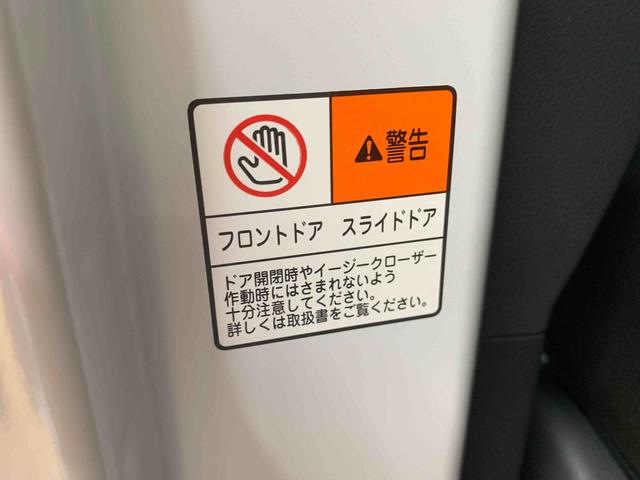 警告
フロントドア スライドドア
ドア開閉時やイージークローザー
作動時にはさまれないよう
十分注意してください。
詳しくは取扱書をご覧ください。